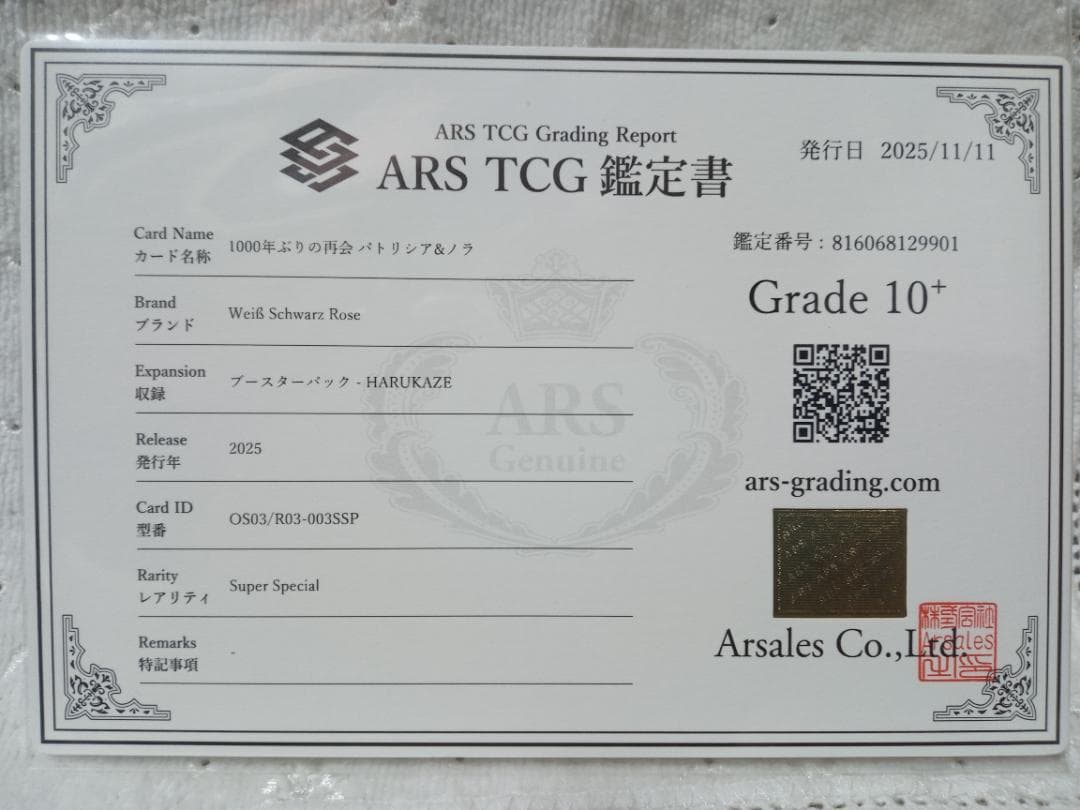 ARS TCG Grading Report
ARS TCG 鑑定書
発行日 2025/11/11
Card Name
カード名称
1000年ぶりの再会 パトリシア&ノラ
Brand
ブランド
Weiß Schwarz Rose
Expansion
収録
ブースターパック - HARUKAZE
Release
発行年
2025
Card ID
型番
OS03/R03-003SSP
Rarity
レアリティ
Super Special
Remarks
特記事項
-
ARS
Genuine
鑑定番号 : 816068129901
Grade 10⁺
ars-grading.com
Arsales Co.,Ltd.
株式会社
Arsales